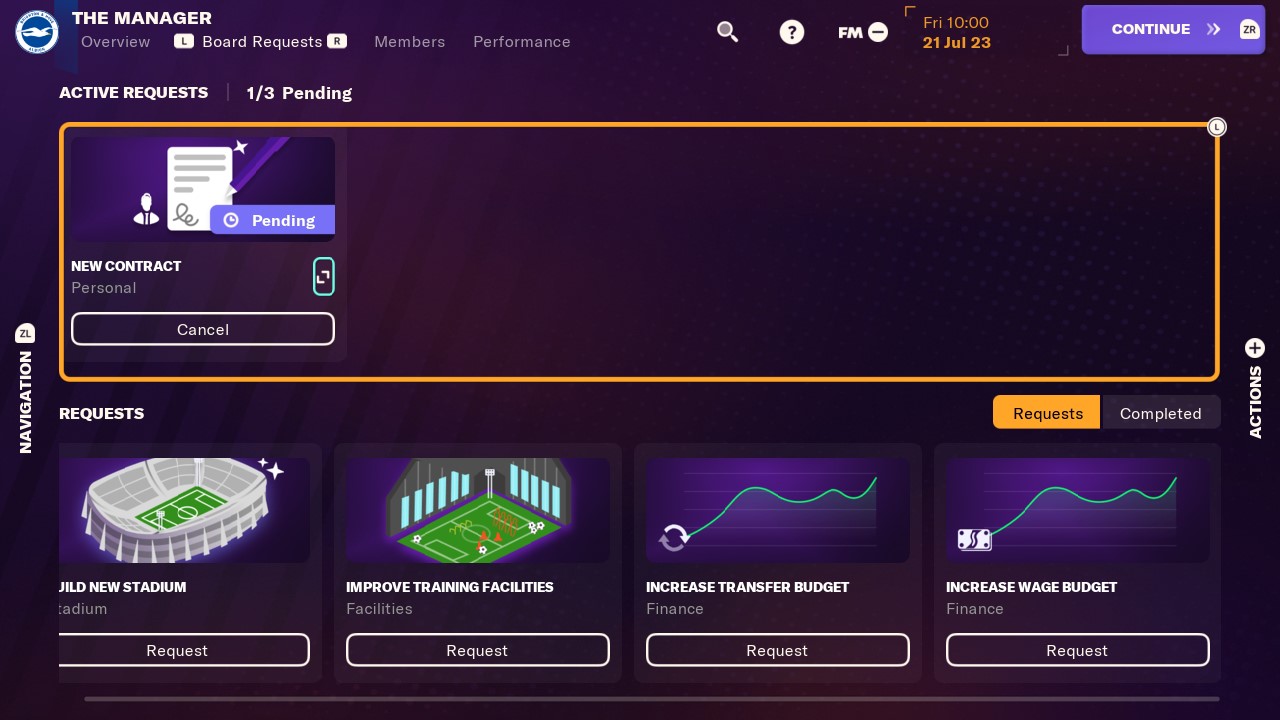 THE MANAGER
Overview
L Board Requests R
Members
Performance
?
FM
Fri 10:00
21 Jul 23
CONTINUE
ZR
ACTIVE REQUESTS
1/3 Pending
L
Pending
NEW CONTRACT
Personal
Cancel
ZL
NAVIGATION
ACTIONS
REQUESTS
Requests
Completed
UILD NEW STADIUM
tadium
Request
IMPROVE TRAINING FACILITIES
Facilities
Request
INCREASE TRANSFER BUDGET
Finance
Request
INCREASE WAGE BUDGET
Finance
Request